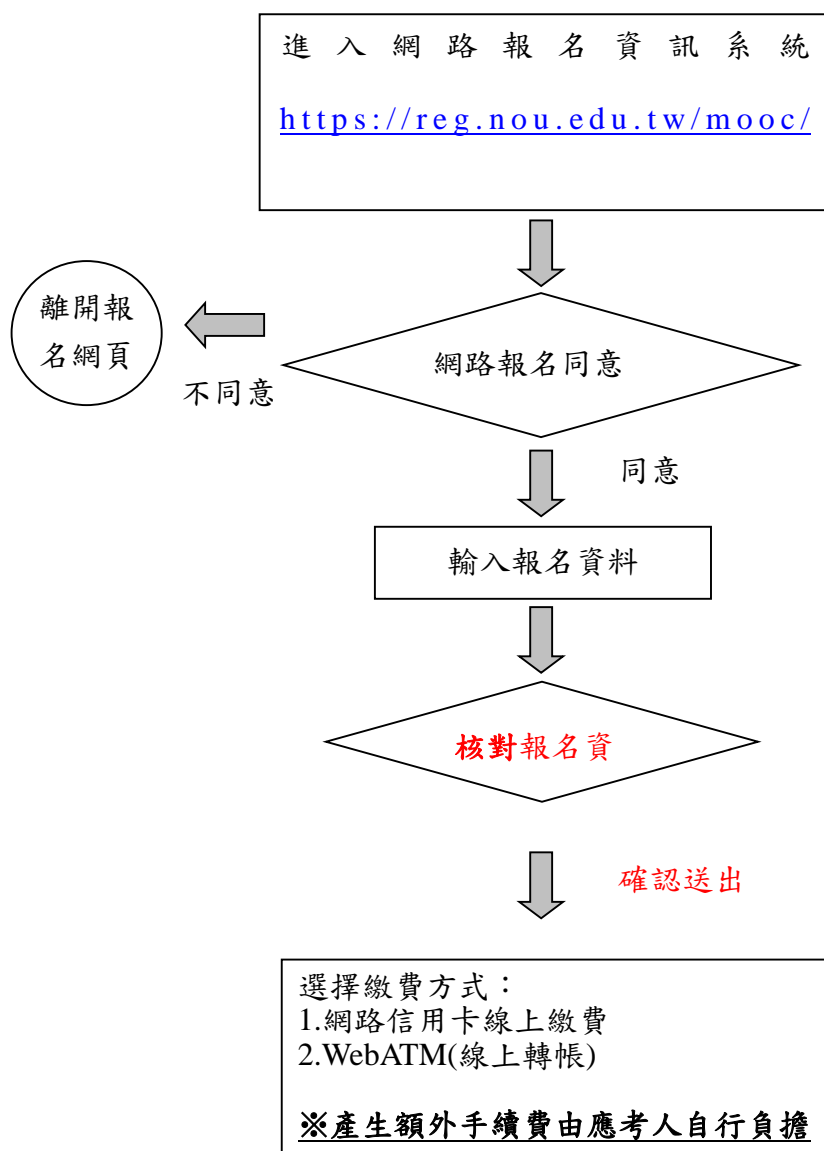 進入網路報名資訊系統
https://reg.nou.edu.tw/mooc/
離開報
名網頁
網路報名同意
不同意
同意
輸入報名資料
核對報名資
確認送出
選擇繳費方式：
1.網路信用卡線上繳費
2.WebATM(線上轉帳)
※產生額外手續費由應考人自行負擔